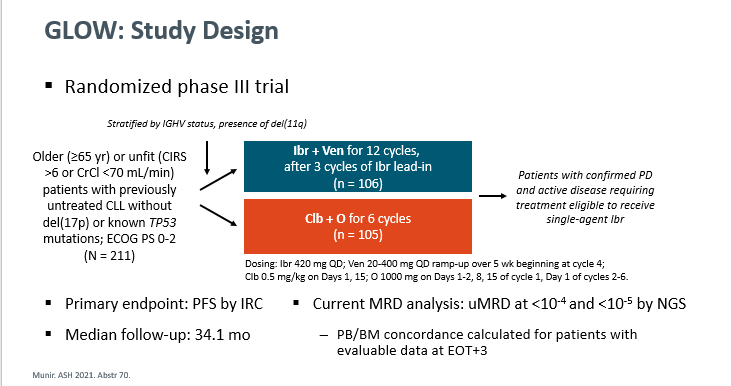 GLOW: Study Design
▪ Randomized phase III trial
Stratified by IGHV status, presence of del(11q)
Older (≥65 yr) or unfit (CIRS
>6 or CrCl <70 mL/min)
patients with previously
untreated CLL without
del(17p) or known TP53
mutations; ECOG PS 0-2
(N = 211)
Ibr + Ven for 12 cycles,
after 3 cycles of Ibr lead-in
(n = 106)
Clb + O for 6 cycles
(n = 105)
Patients with confirmed PD
and active disease requiring
treatment eligible to receive
single-agent Ibr
Dosing: Ibr 420 mg QD; Ven 20-400 mg QD ramp-up over 5 wk beginning at cycle 4;
Clb 0.5 mg/kg on Days 1, 15; O 1000 mg on Days 1-2, 8, 15 of cycle 1, Day 1 of cycles 2-6.
▪ Primary endpoint: PFS by IRC
▪ Median follow-up: 34.1 mo
▪ Current MRD analysis: uMRD at <10⁻⁴ and <10⁻⁵ by NGS
– PB/BM concordance calculated for patients with
evaluable data at EOT+3
Munir. ASH 2021. Abstr 70.